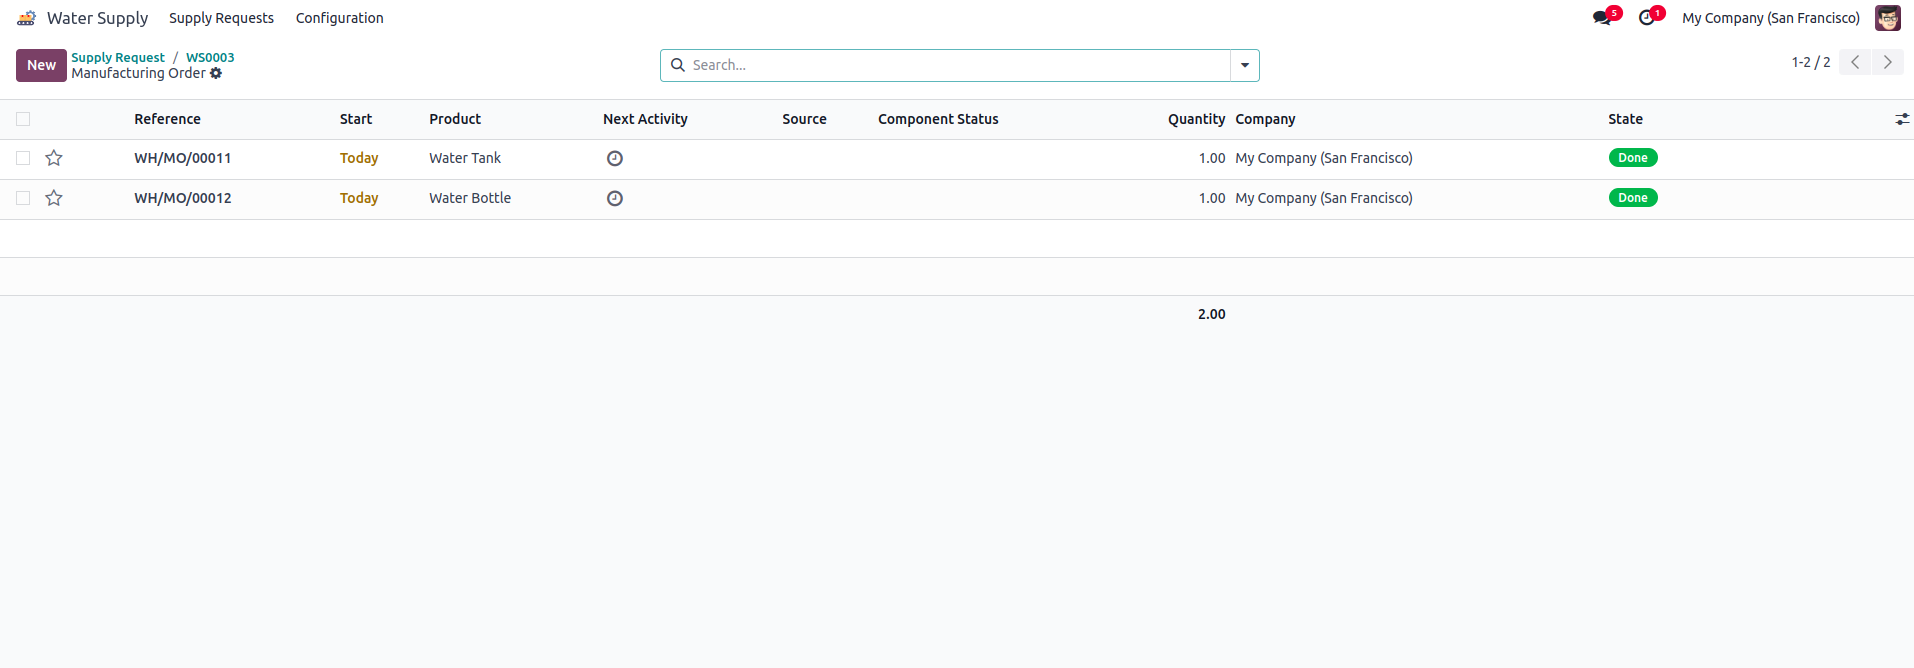 Water Supply Supply Requests Configuration 5 1 My Company (San Francisco)
New Supply Request / WS0003 Search... 1-2 / 2
Manufacturing Order
Reference Start Product Next Activity Source Component Status Quantity Company State
WH/MO/00011 Today Water Tank 1.00 My Company (San Francisco) Done
WH/MO/00012 Today Water Bottle 1.00 My Company (San Francisco) Done
2.00